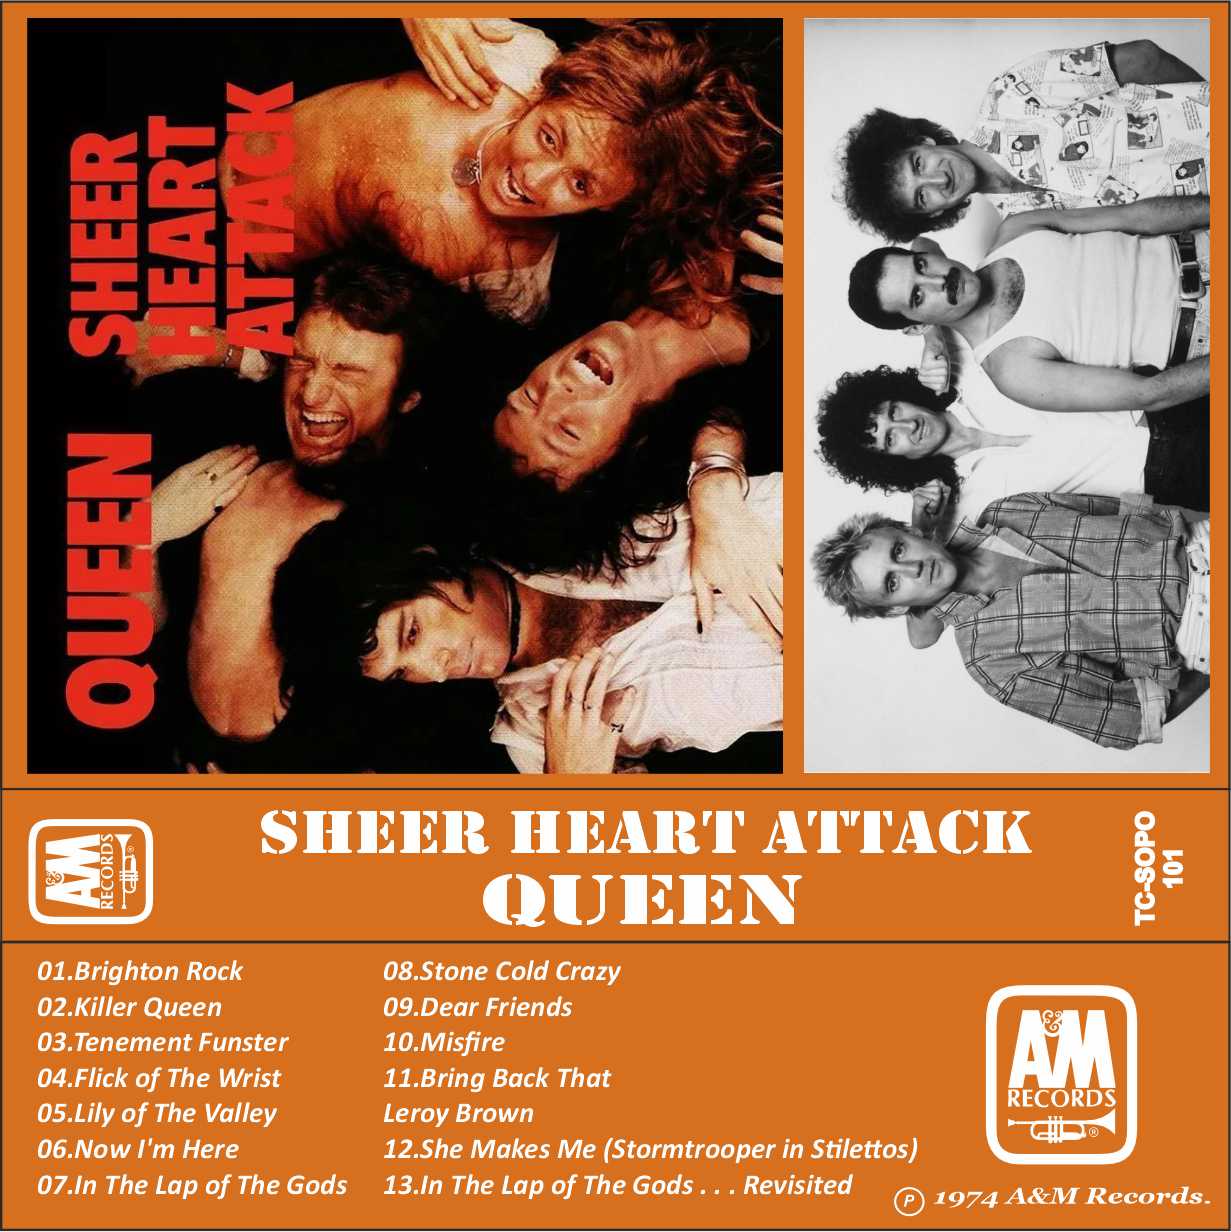 QUEEN
SHEER
HEART
ATTACK
A&M
RECORDS
®
SHEER HEART ATTACK
QUEEN
TC-SOPO
101
01.Brighton Rock
02.Killer Queen
03.Tenement Funster
04.Flick of The Wrist
05.Lily of The Valley
06.Now I'm Here
07.In The Lap of The Gods
08.Stone Cold Crazy
09.Dear Friends
10.Misfire
11.Bring Back That
Leroy Brown
12.She Makes Me (Stormtrooper in Stilettos)
13.In The Lap of The Gods . . . Revisited
A&M
RECORDS
®
℗ 1974 A&M Records.